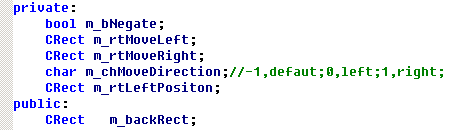 private:
    bool m_bNegate;
    CRect m_rtMoveLeft;
    CRect m_rtMoveRight;
    char m_chMoveDirection;//-1,defaut;0,left;1,right;
    CRect m_rtLeftPositon;
public:
    CRect   m_backRect;